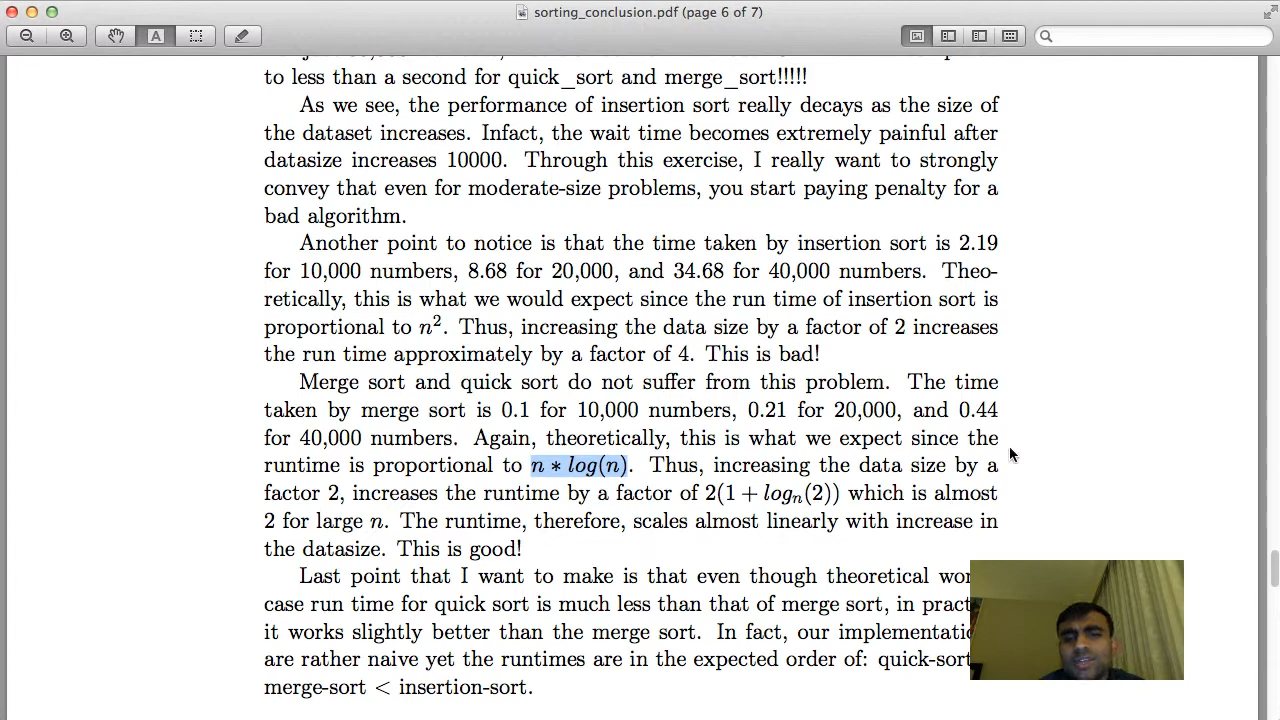 sorting_conclusion.pdf (page 6 of 7)
to less than a second for quick_sort and merge_sort!!!!!
As we see, the performance of insertion sort really decays as the size of
the dataset increases. Infact, the wait time becomes extremely painful after
datasize increases 10000. Through this exercise, I really want to strongly
convey that even for moderate-size problems, you start paying penalty for a
bad algorithm.
Another point to notice is that the time taken by insertion sort is 2.19
for 10,000 numbers, 8.68 for 20,000, and 34.68 for 40,000 numbers. Theo-
retically, this is what we would expect since the run time of insertion sort is
proportional to n². Thus, increasing the data size by a factor of 2 increases
the run time approximately by a factor of 4. This is bad!
Merge sort and quick sort do not suffer from this problem. The time
taken by merge sort is 0.1 for 10,000 numbers, 0.21 for 20,000, and 0.44
for 40,000 numbers. Again, theoretically, this is what we expect since the
runtime is proportional to n * log(n). Thus, increasing the data size by a
factor 2, increases the runtime by a factor of 2(1 + logₙ(2)) which is almost
2 for large n. The runtime, therefore, scales almost linearly with increase in
the datasize. This is good!
Last point that I want to make is that even though theoretical
case run time for quick sort is much less than that of merge sort, in
it works slightly better than the merge sort. In fact, our
are rather naive yet the runtimes are in the expected order of: quick-sort
merge-sort < insertion-sort.